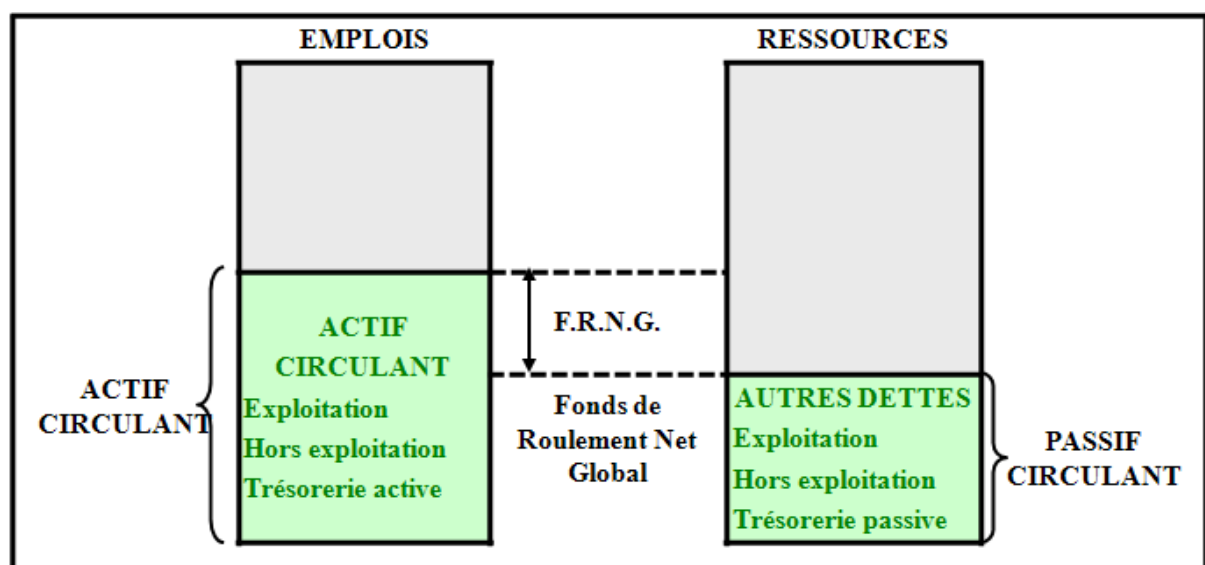 EMPLOIS
RESSOURCES
ACTIF
CIRCULANT
ACTIF
CIRCULANT
Exploitation
Hors exploitation
Trésorerie active
F.R.N.G.
Fonds de
Roulement Net
Global
AUTRES DETTES
Exploitation
Hors exploitation
Trésorerie passive
PASSIF
CIRCULANT